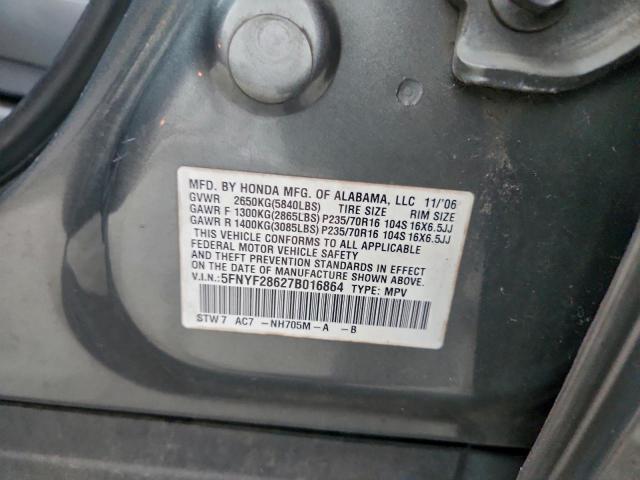 MFD. BY HONDA MFG. OF ALABAMA, LLC 11/'06
GVWR 2650KG(5840LBS) TIRE SIZE RIM SIZE
GAWR F 1300KG(2865LBS) P235/70R16 104S 16X6.5JJ
GAWR R 1400KG(3085LBS) P235/70R16 104S 16X6.5JJ
THIS VEHICLE CONFORMS TO ALL APPLICABLE
FEDERAL MOTOR VEHICLE SAFETY
AND THEFT PREVENTION STANDARDS IN EFFECT
ON THE DATE OF MANUFACTURE SHOWN ABOVE.
V.I.N.: 5FNYF28627B016864 TYPE: MPV
STW7 AC7 -NH705M-A -B